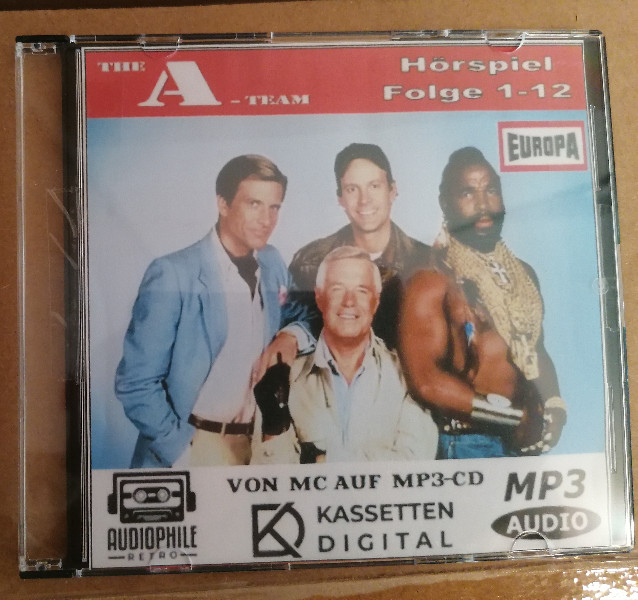 THE A-TEAM
Hörspiel
Folge 1-12
EUROPA
VON MC AUF MP3-CD
AUDIOPHILE
RETRO
KASSETTEN
DIGITAL
MP3
AUDIO